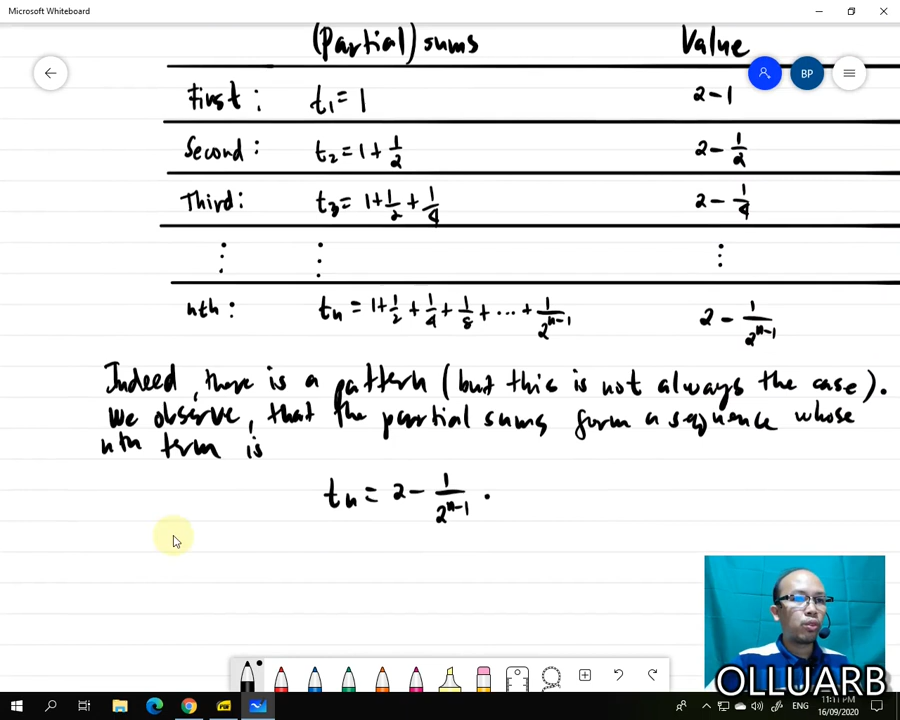 Microsoft Whiteboard
(Partial) sums Value
First: t₁ = 1 2 - 1
Second: t₂ = 1 + 1/2 2 - 1/2
Third: t₃ = 1 + 1/2 + 1/4 2 - 1/4
⋮ ⋮ ⋮
nth: tₙ = 1 + 1/2 + 1/4 + 1/8 + ... + 1/2ⁿ⁻¹ 2 - 1/2ⁿ⁻¹
BP
Indeed, there is a pattern (but this is not always the case).
We observe, that the partial sums form a sequence whose
nth term is
tₙ = 2 - 1/2ⁿ⁻¹.
OLLUARB
ENG
11:11 PM
16/09/2020